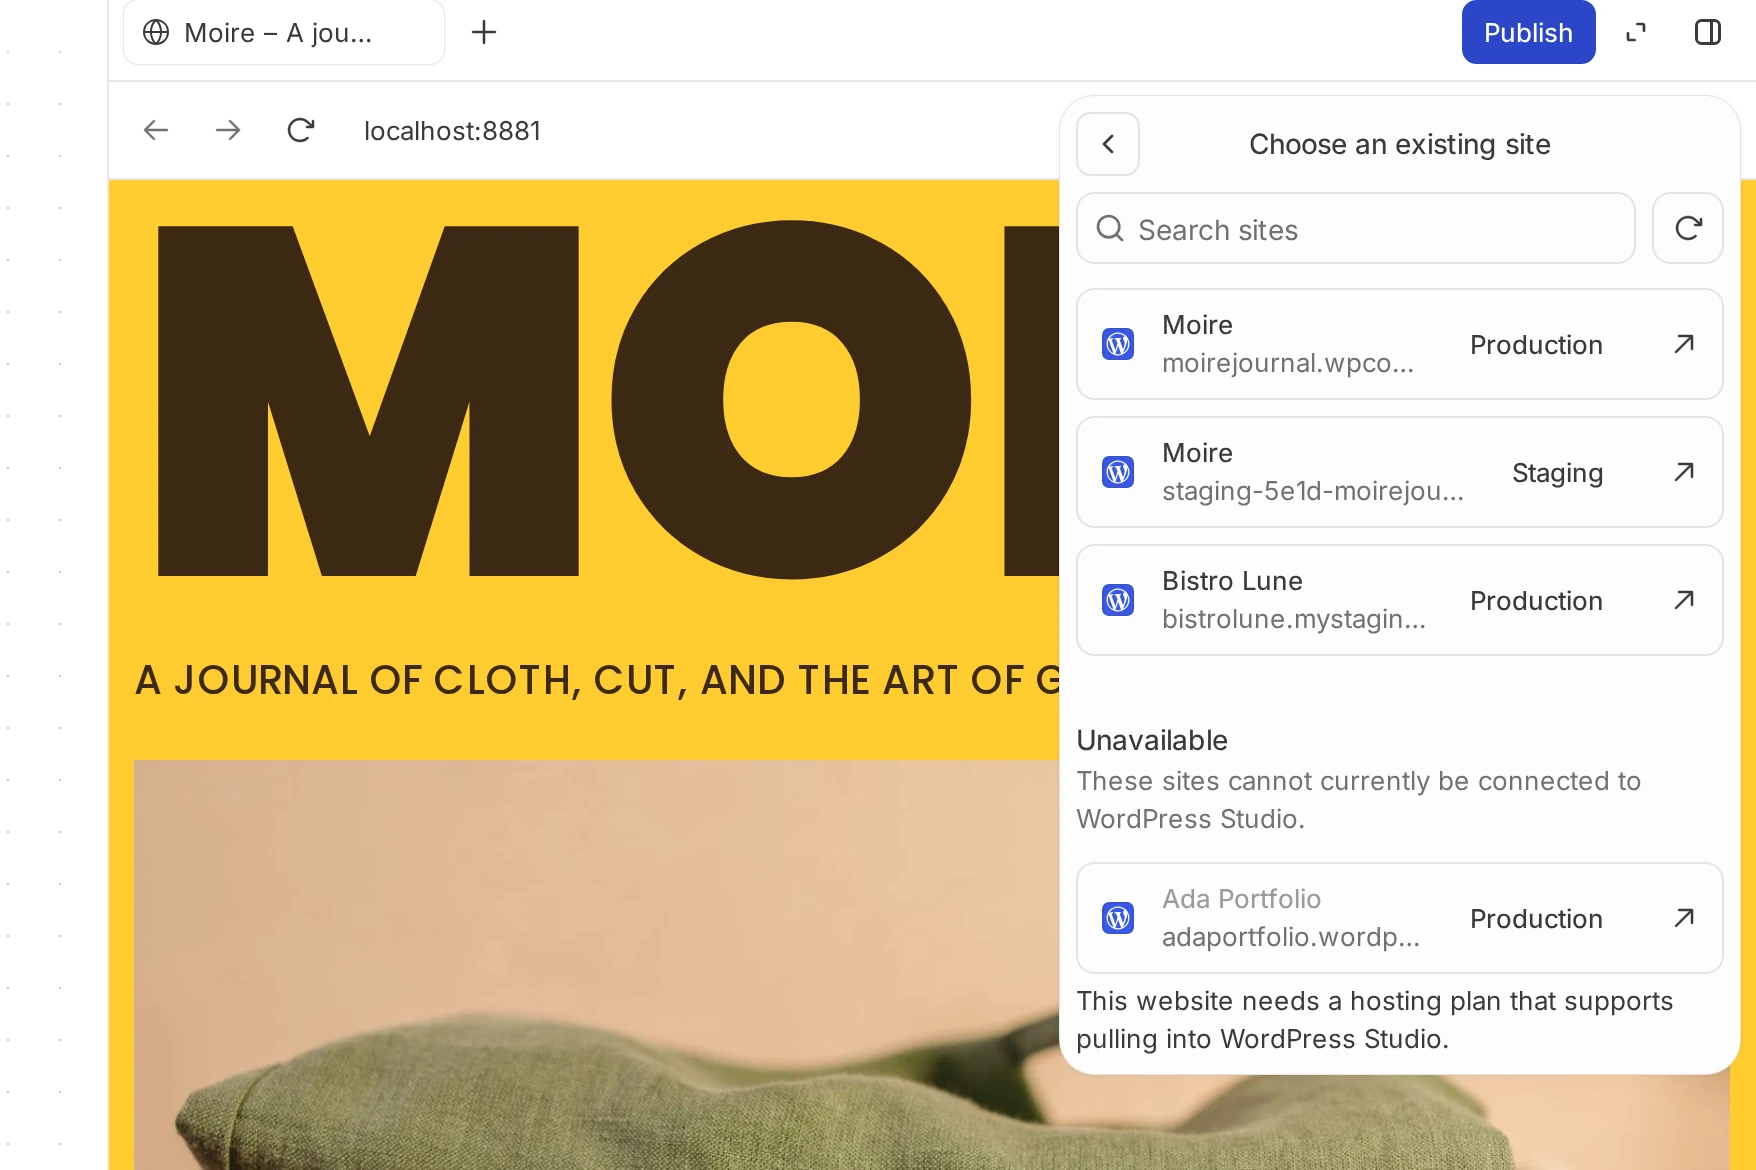 Moire – A jou...
Publish
localhost:8881
Choose an existing site
Search sites
Moire
moirejournal.wpco...
Production
Moire
staging-5e1d-moirejou...
Staging
Bistro Lune
bistrolune.mystagin...
Production
Unavailable
These sites cannot currently be connected to
WordPress Studio.
Ada Portfolio
adaportfolio.wordp...
Production
This website needs a hosting plan that supports
pulling into WordPress Studio.
MO
A JOURNAL OF CLOTH, CUT, AND THE ART OF